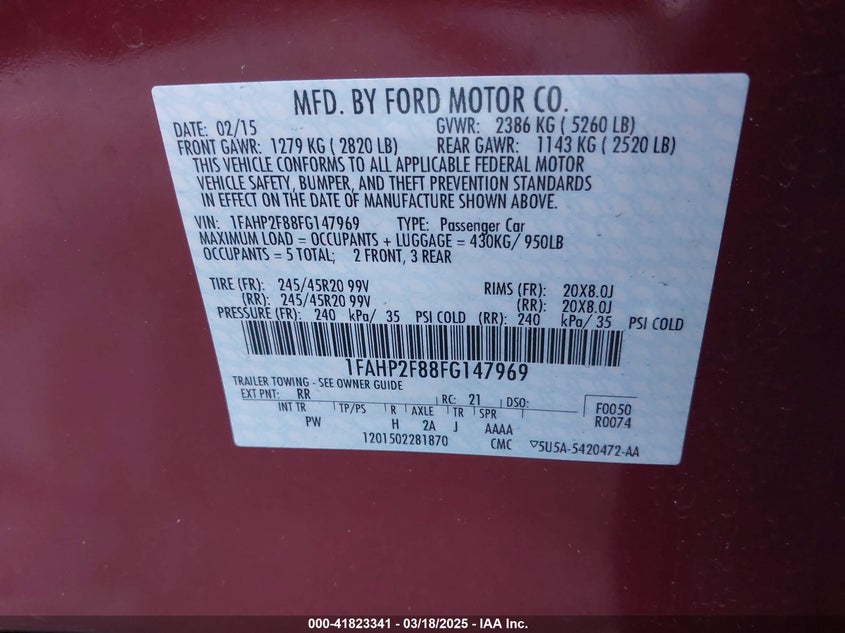 MFD. BY FORD MOTOR CO.
DATE: 02/15 GVWR: 2386 KG ( 5260 LB)
FRONT GAWR: 1279 KG ( 2820 LB) REAR GAWR: 1143 KG ( 2520 LB)
THIS VEHICLE CONFORMS TO ALL APPLICABLE FEDERAL MOTOR
VEHICLE SAFETY, BUMPER, AND THEFT PREVENTION STANDARDS
IN EFFECT ON THE DATE OF MANUFACTURE SHOWN ABOVE.
VIN: 1FAHP2F88FG147969 TYPE: Passenger Car
MAXIMUM LOAD = OCCUPANTS + LUGGAGE = 430KG/ 950LB
OCCUPANTS = 5 TOTAL; 2 FRONT, 3 REAR
TIRE (FR): 245/45R20 99V RIMS (FR): 20X8.0J
(RR): 245/45R20 99V (RR): 20X8.0J
PRESSURE (FR): 240 kPa/ 35 PSI COLD (RR): 240 kPa/ 35 PSI COLD
1FAHP2F88FG147969
TRAILER TOWING - SEE OWNER GUIDE
EXT PNT: RR RC: 21 DSO: F0050
INT TR TP/PS R AXLE TR SPR R0074
PW H 2A J AAAA
1201502281870 CMC ▽5U5A-5420472-AA
000-41823341 - 03/18/2025 - IAA Inc.